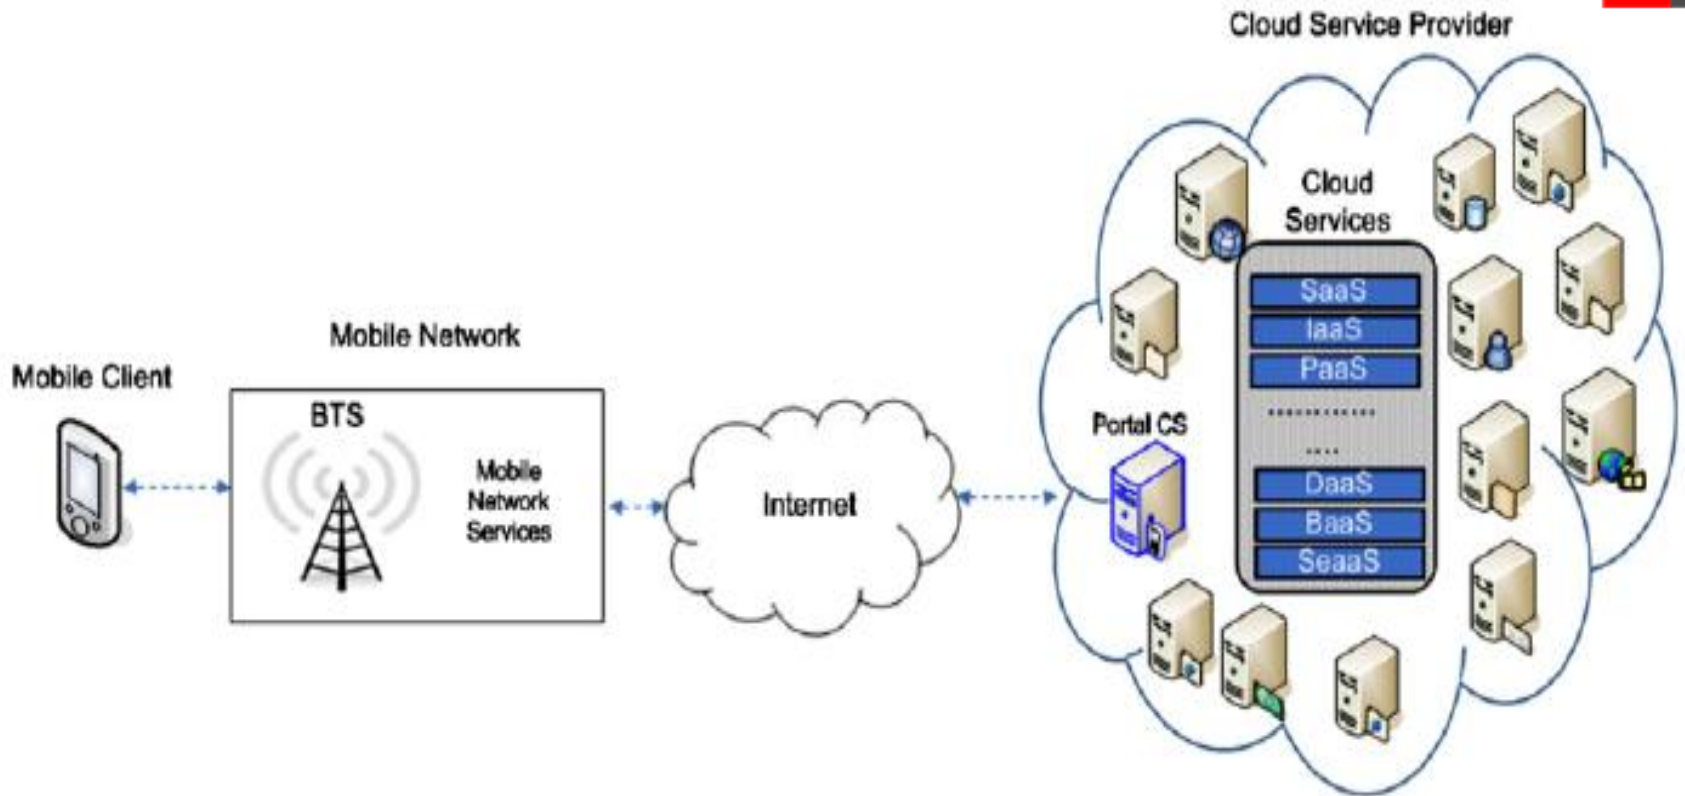 Cloud Service Provider
Cloud
Services
SaaS
IaaS
PaaS
............
....
DaaS
BaaS
SeaaS
Portal CS
Mobile Network
Mobile Client
BTS
Mobile
Network
Services
Internet